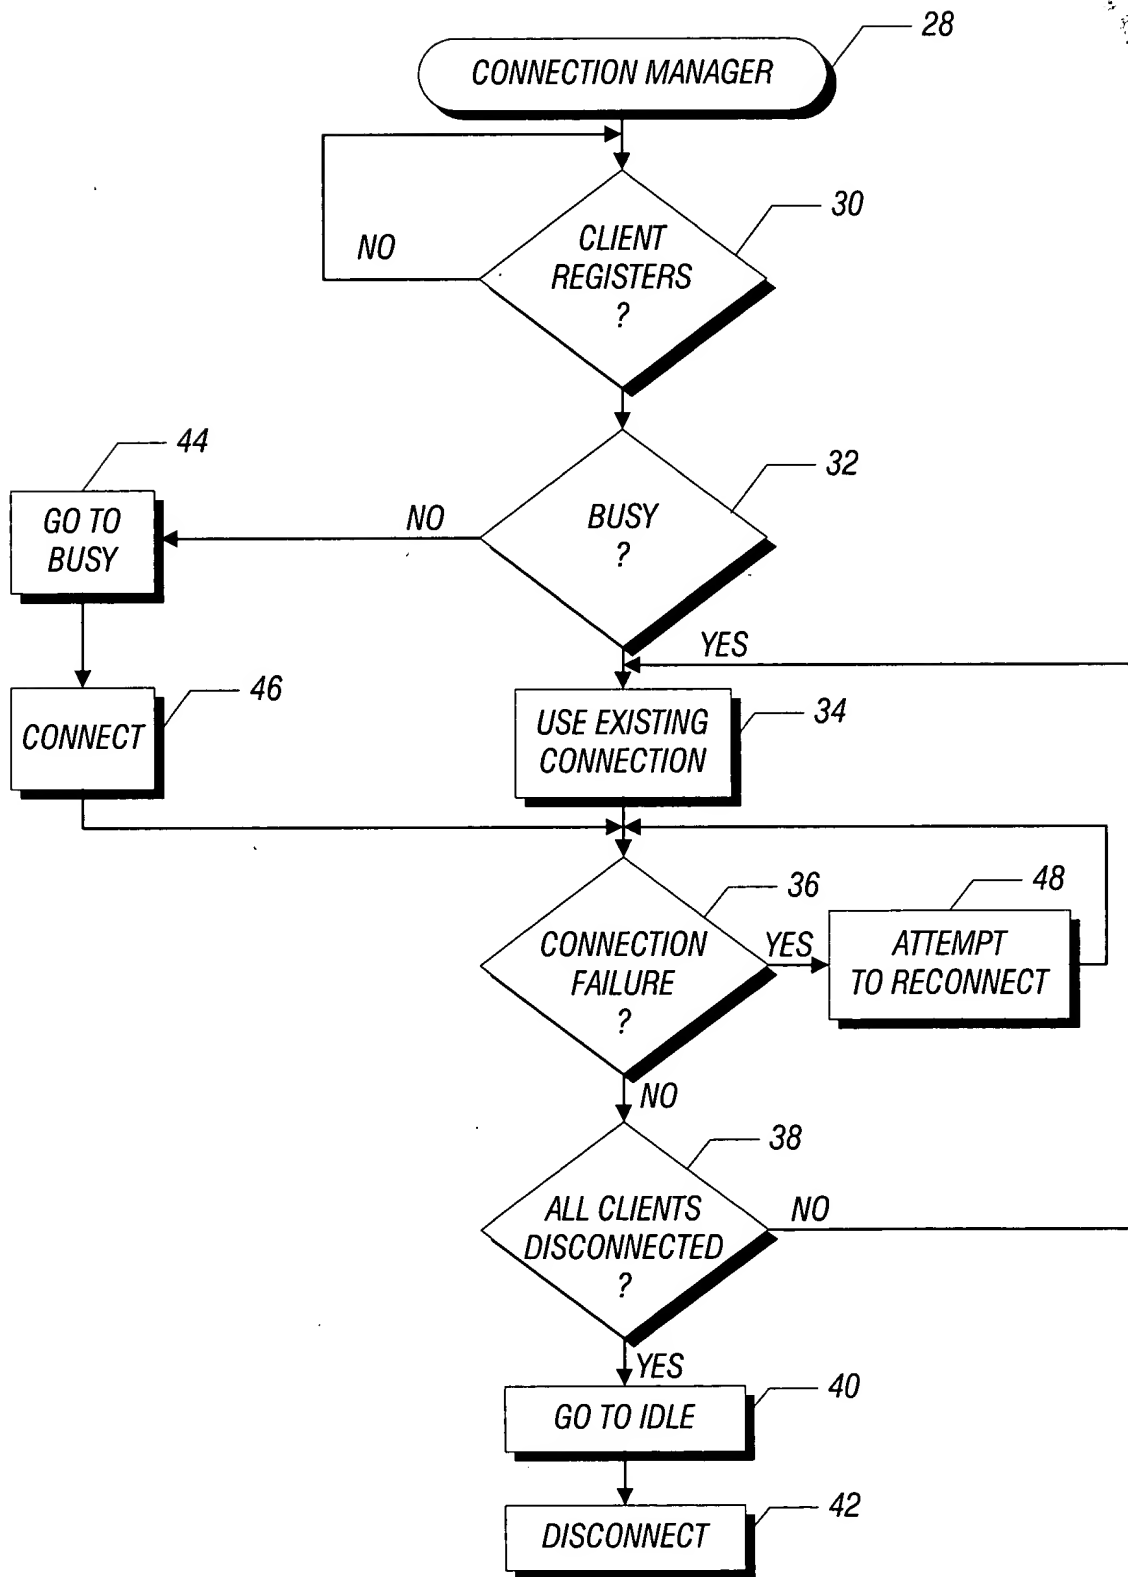 28
CONNECTION MANAGER
30
CLIENT
REGISTERS
?
NO
32
BUSY
?
NO
44
GO TO
BUSY
YES
46
CONNECT
34
USE EXISTING
CONNECTION
36
CONNECTION
FAILURE
?
YES
48
ATTEMPT
TO RECONNECT
NO
38
ALL CLIENTS
DISCONNECTED
?
NO
YES
40
GO TO IDLE
42
DISCONNECT